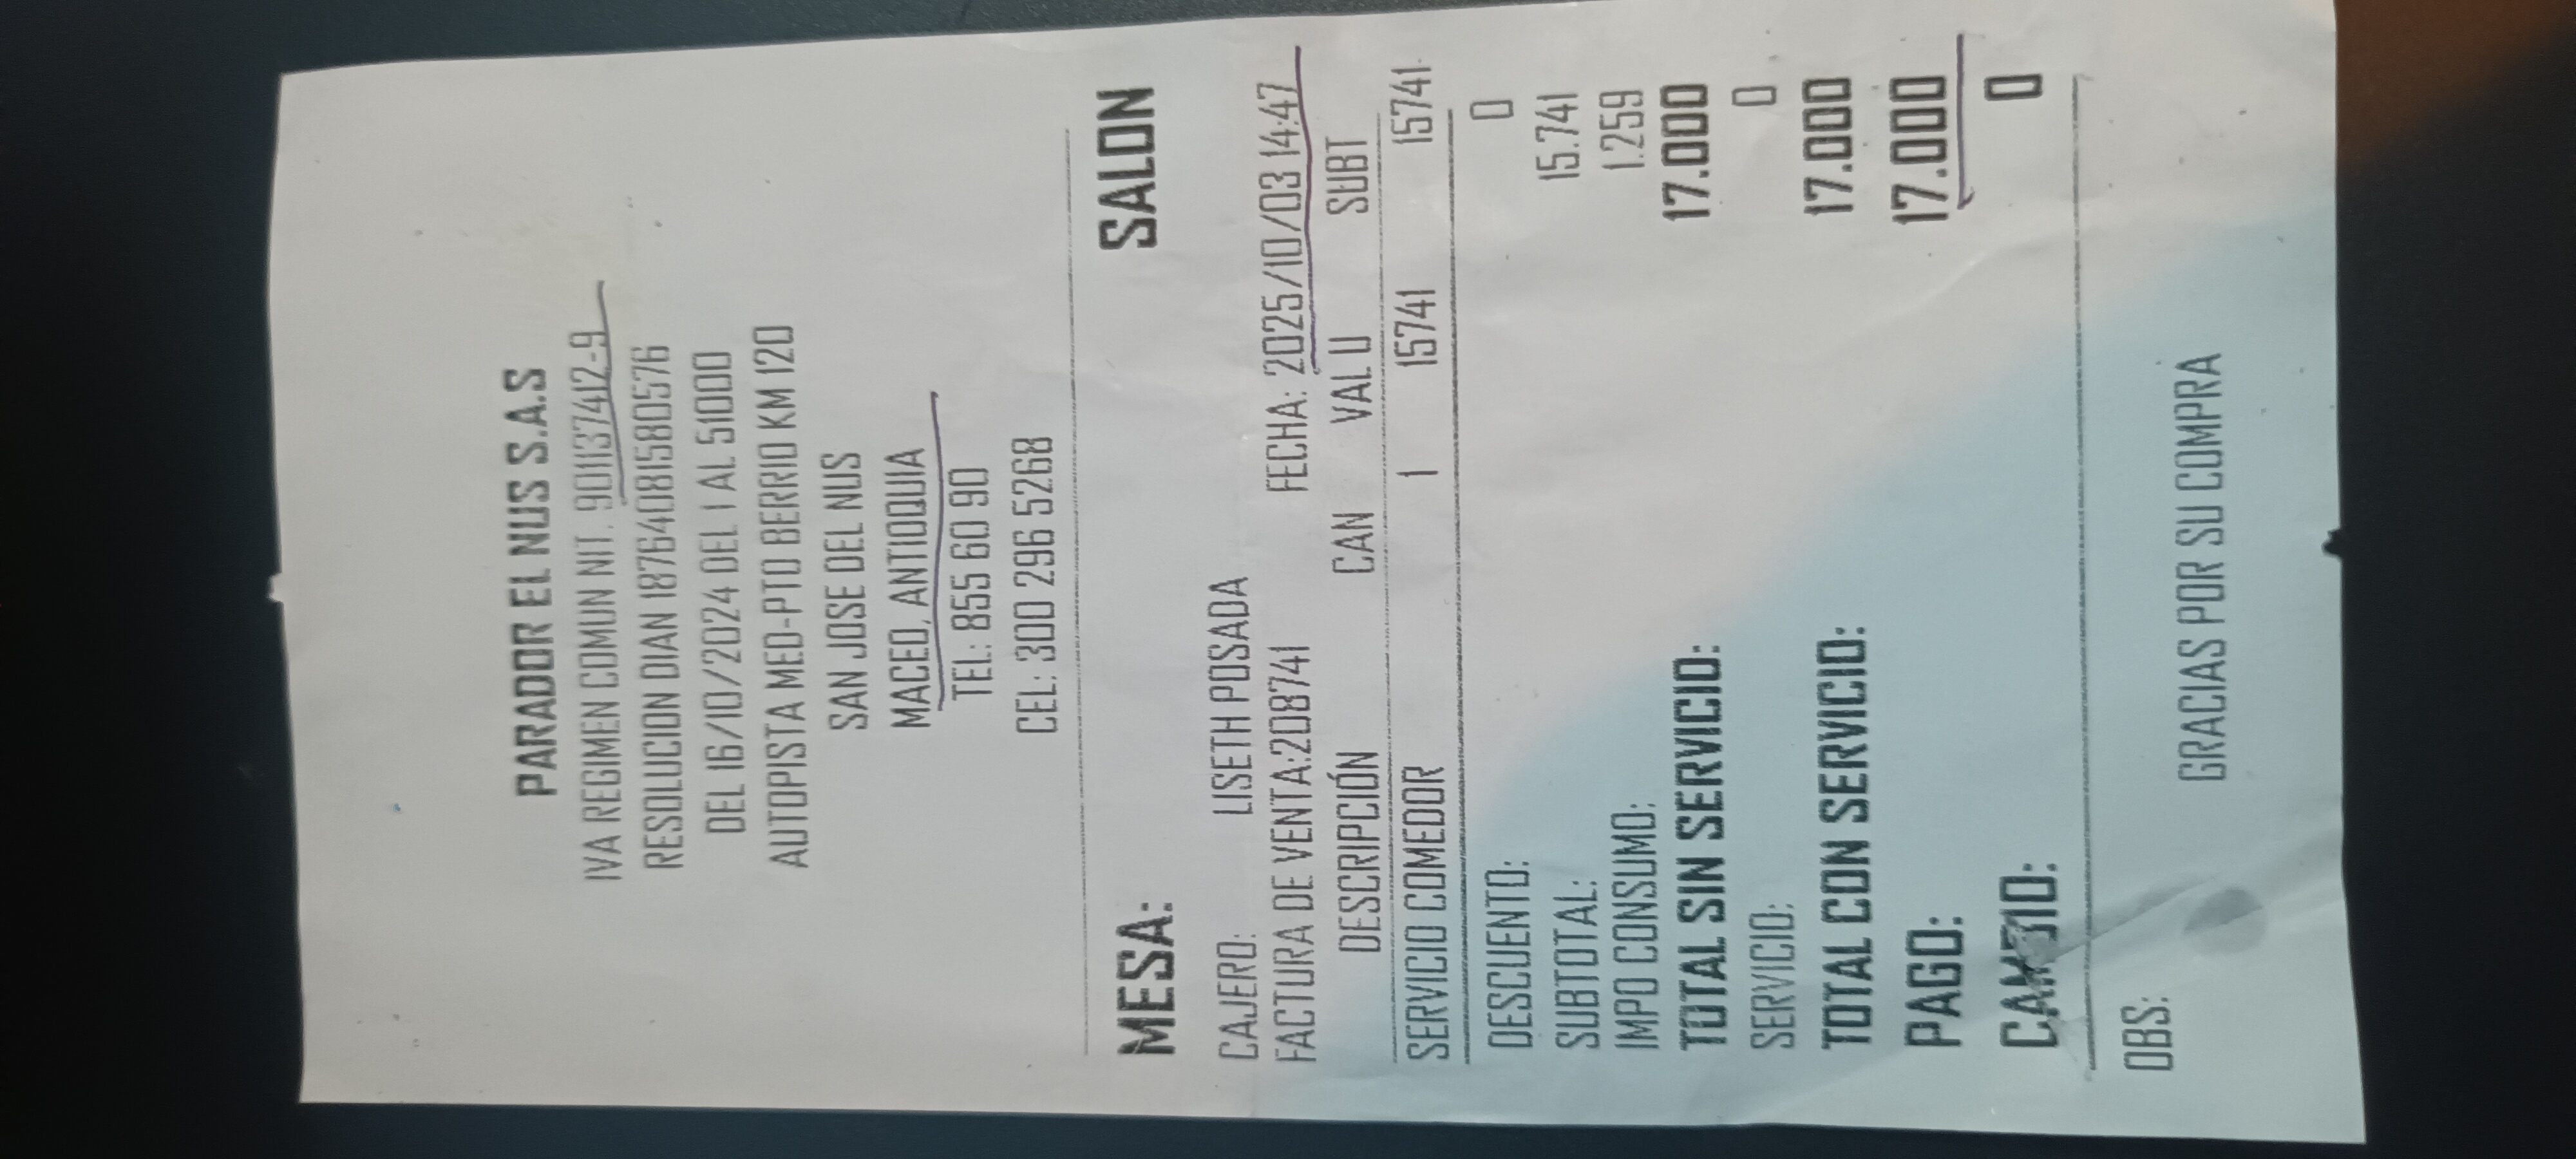 PARADOR EL NUS S.A.S
IVA REGIMEN COMUN NIT. 901137412-9
RESOLUCION DIAN 18764081580576
DEL 16/10/2024 DEL 1 AL 51000
AUTOPISTA MED-PTO BERRIO KM 120
SAN JOSE DEL NUS
MACEO, ANTIOQUIA
TEL: 855 60 90
CEL: 300 296 5268
MESA: SALON
CAJERO: LISETH POSADA
FACTURA DE VENTA:208741 FECHA: 2025/10/03 14:47
DESCRIPCIÓN CAN VAL U SUBT
SERVICIO COMEDOR 1 15741 15741
DESCUENTO: 0
SUBTOTAL: 15.741
IMPO CONSUMO: 1.259
TOTAL SIN SERVICIO: 17.000
SERVICIO: 0
TOTAL CON SERVICIO: 17.000
PAGO: 17.000
CAMBIO: 0
OBS:
GRACIAS POR SU COMPRA